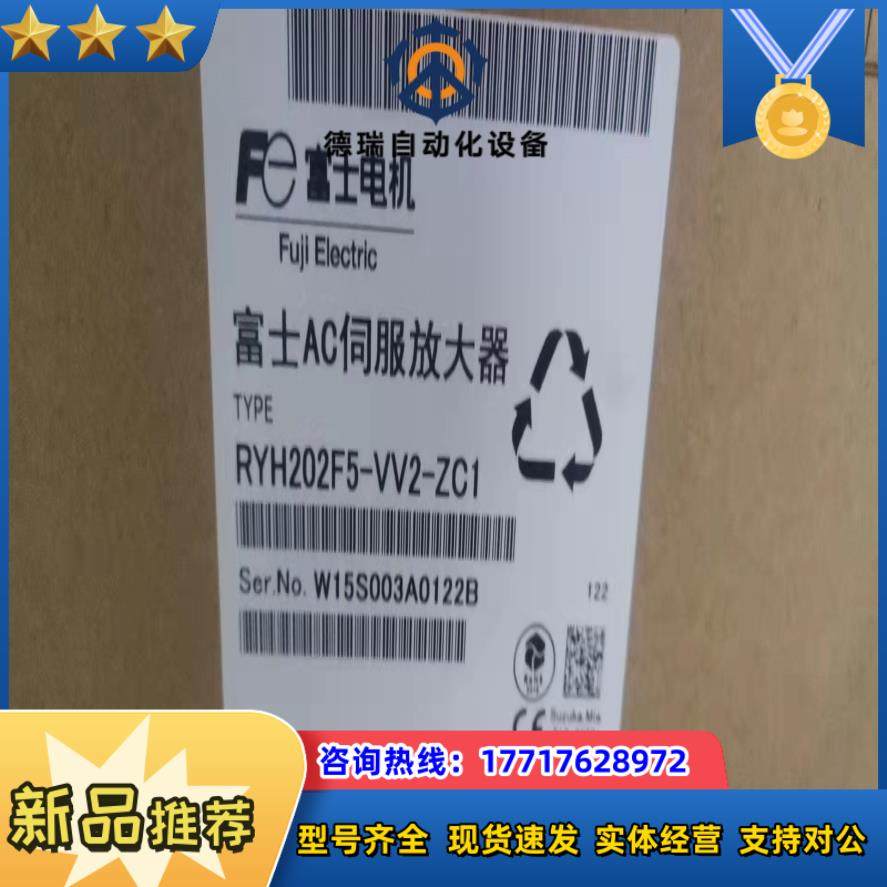 德瑞自动化设备
Fe 富士电机
Fuji Electric
富士AC伺服放大器
TYPE
RYH202F5-VV2-ZC1
Ser.No. W15S003A0122B
122
CE
咨询热线：17717628972
新品推荐
型号齐全 现货速发 实体经营 支持对公